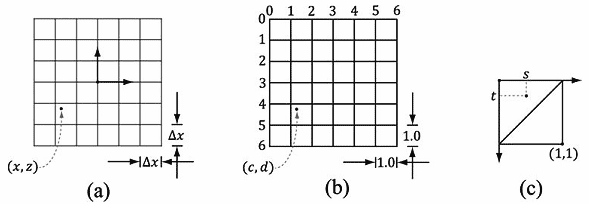 0 1 2 3 4 5 6
0
1
2
3
4
5
6
Δx
Δx
(x, z)
(a)
1.0
1.0
(c, d)
(b)
s
t
(1,1)
(c)